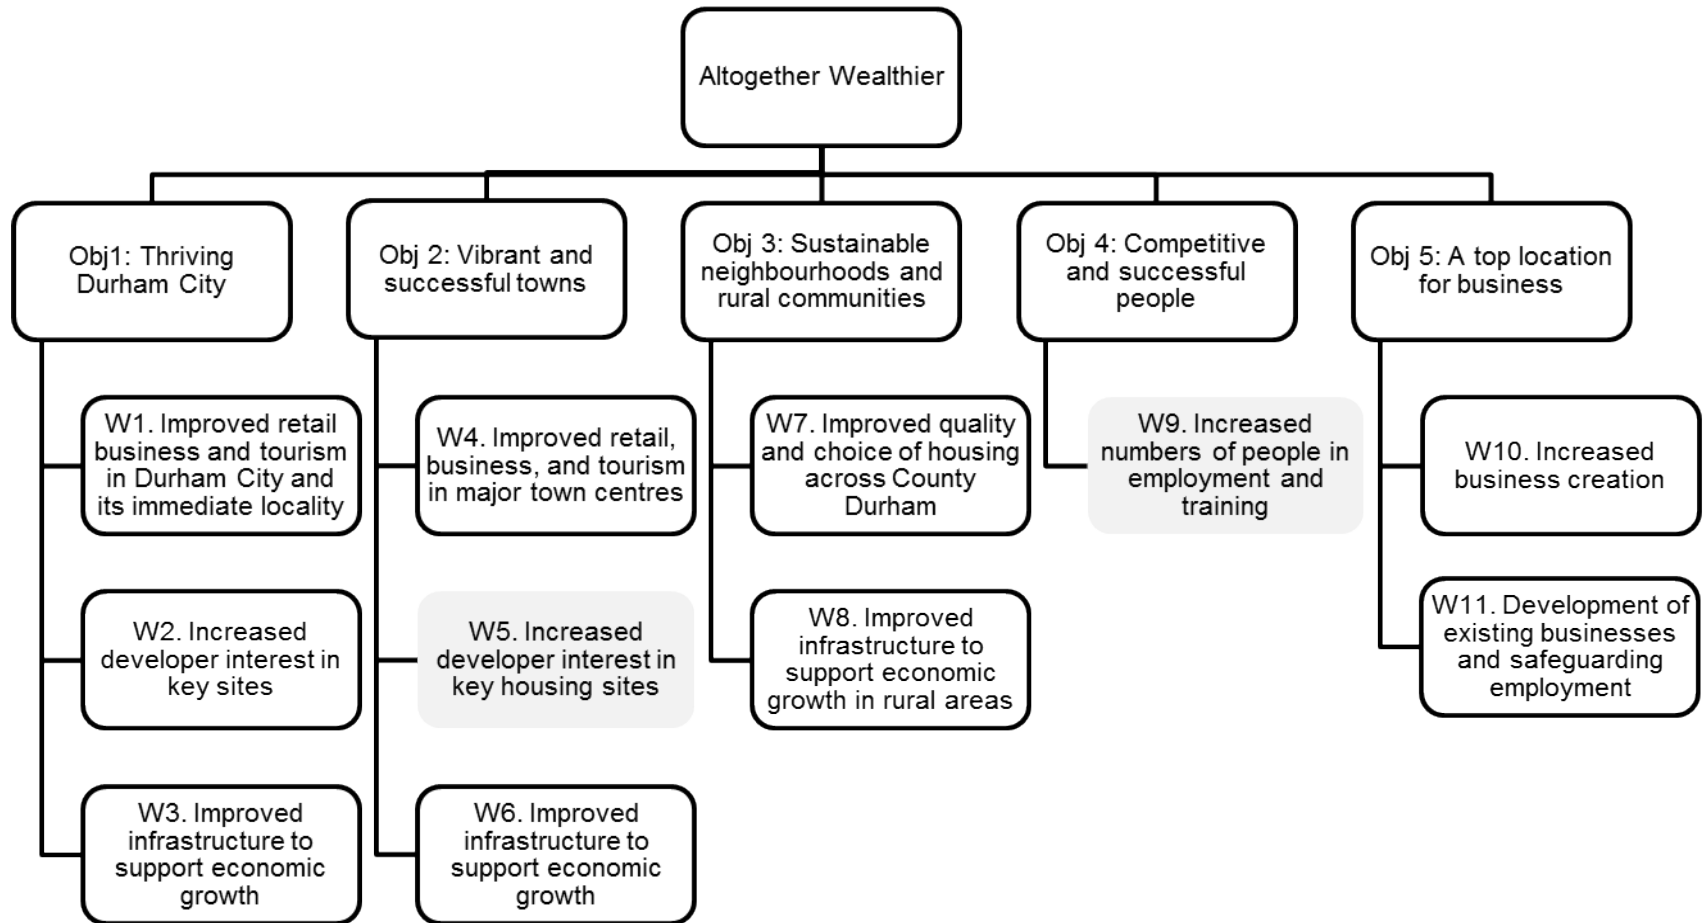 Altogether Wealthier
Obj1: Thriving
Durham City
Obj 2: Vibrant and
successful towns
Obj 3: Sustainable
neighbourhoods and
rural communities
Obj 4: Competitive
and successful
people
Obj 5: A top location
for business
W1. Improved retail
business and tourism
in Durham City and
its immediate locality
W4. Improved retail,
business, and tourism
in major town centres
W7. Improved quality
and choice of housing
across County
Durham
W9. Increased
numbers of people in
employment and
training
W10. Increased
business creation
W2. Increased
developer interest in
key sites
W5. Increased
developer interest in
key housing sites
W8. Improved
infrastructure to
support economic
growth in rural areas
W11. Development of
existing businesses
and safeguarding
employment
W3. Improved
infrastructure to
support economic
growth
W6. Improved
infrastructure to
support economic
growth